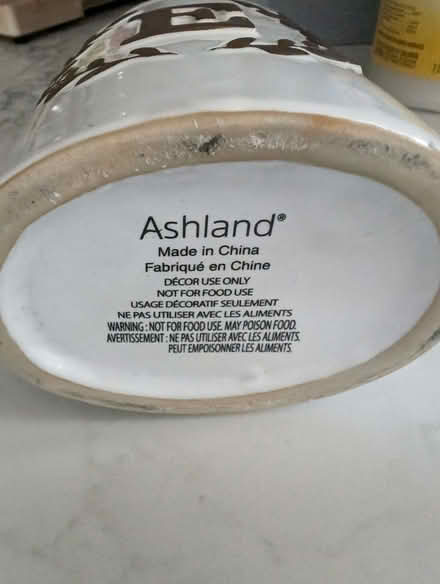 E
Ashland®
Made in China
Fabriqué en Chine
DÉCOR USE ONLY
NOT FOR FOOD USE
USAGE DÉCORATIF SEULEMENT
NE PAS UTILISER AVEC LES ALIMENTS
WARNING : NOT FOR FOOD USE. MAY POISON FOOD.
AVERTISSEMENT : NE PAS UTILISER AVEC LES ALIMENTS.
PEUT EMPOISONNER LES ALIMENTS.